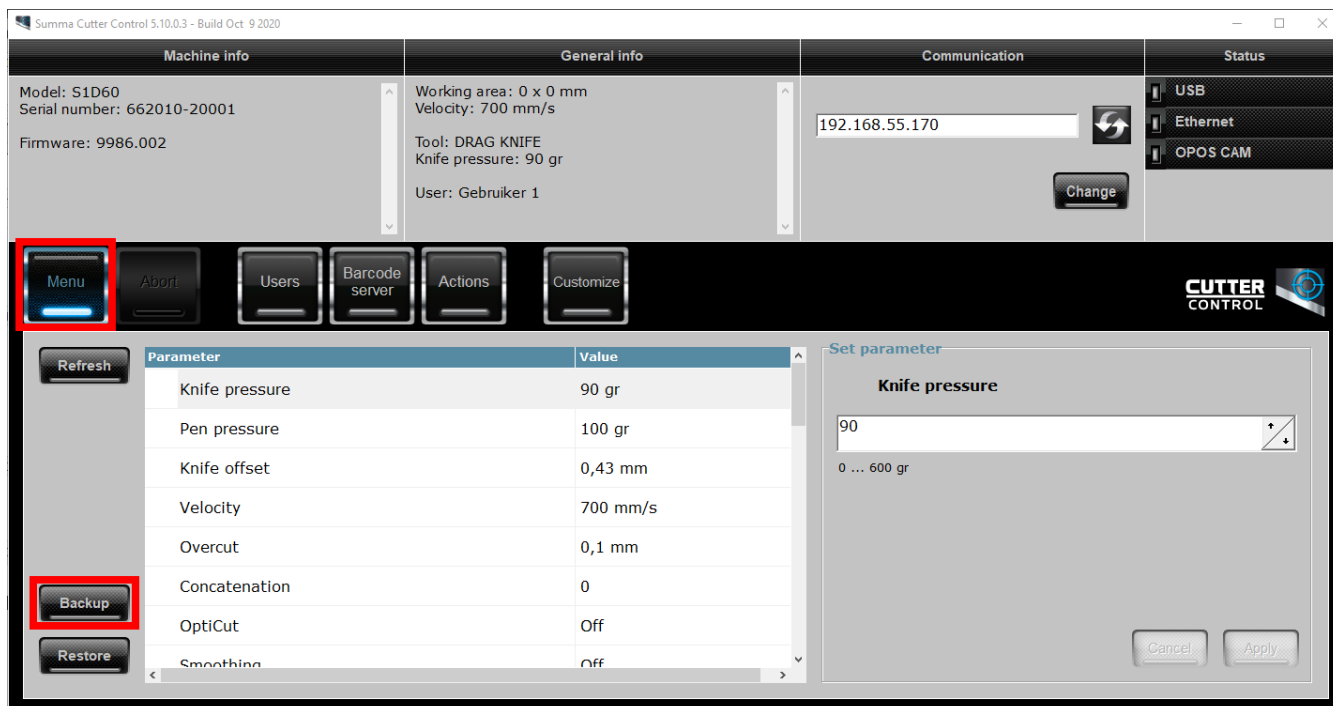 Summa Cutter Control 5.10.0.3 - Build Oct 9 2020
Machine info
General info
Communication
Status
Model: S1D60
Serial number: 662010-20001
Firmware: 9986.002
Working area: 0 x 0 mm
Velocity: 700 mm/s
Tool: DRAG KNIFE
Knife pressure: 90 gr
User: Gebruiker 1
192.168.55.170
Change
USB
Ethernet
OPOS CAM
Menu
Abort
Users
Barcode
server
Actions
Customize
CUTTER
CONTROL
Refresh
Backup
Restore
Parameter Value
Knife pressure 90 gr
Pen pressure 100 gr
Knife offset 0,43 mm
Velocity 700 mm/s
Overcut 0,1 mm
Concatenation 0
OptiCut Off
Smoothing Off
Set parameter
Knife pressure
90
0 ... 600 gr
Cancel
Apply